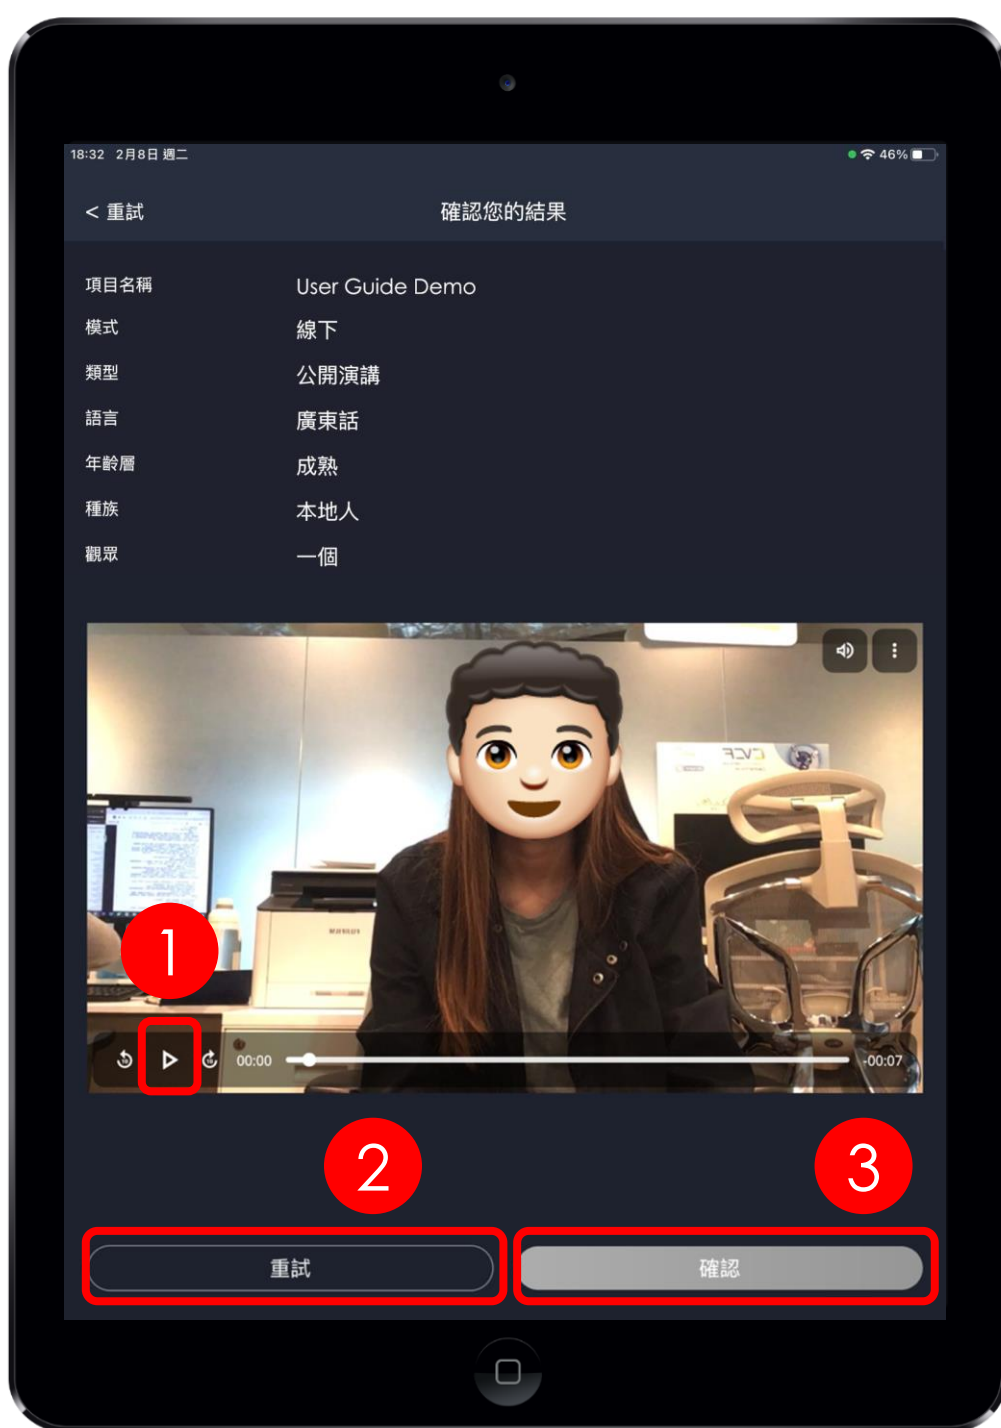 18:32 2月8日 週二
46%
< 重試
確認您的結果
項目名稱 User Guide Demo
模式 線下
類型 公開演講
語言 廣東話
年齡層 成熟
種族 本地人
觀眾 一個
1
00:00
-00:07
2
3
重試
確認